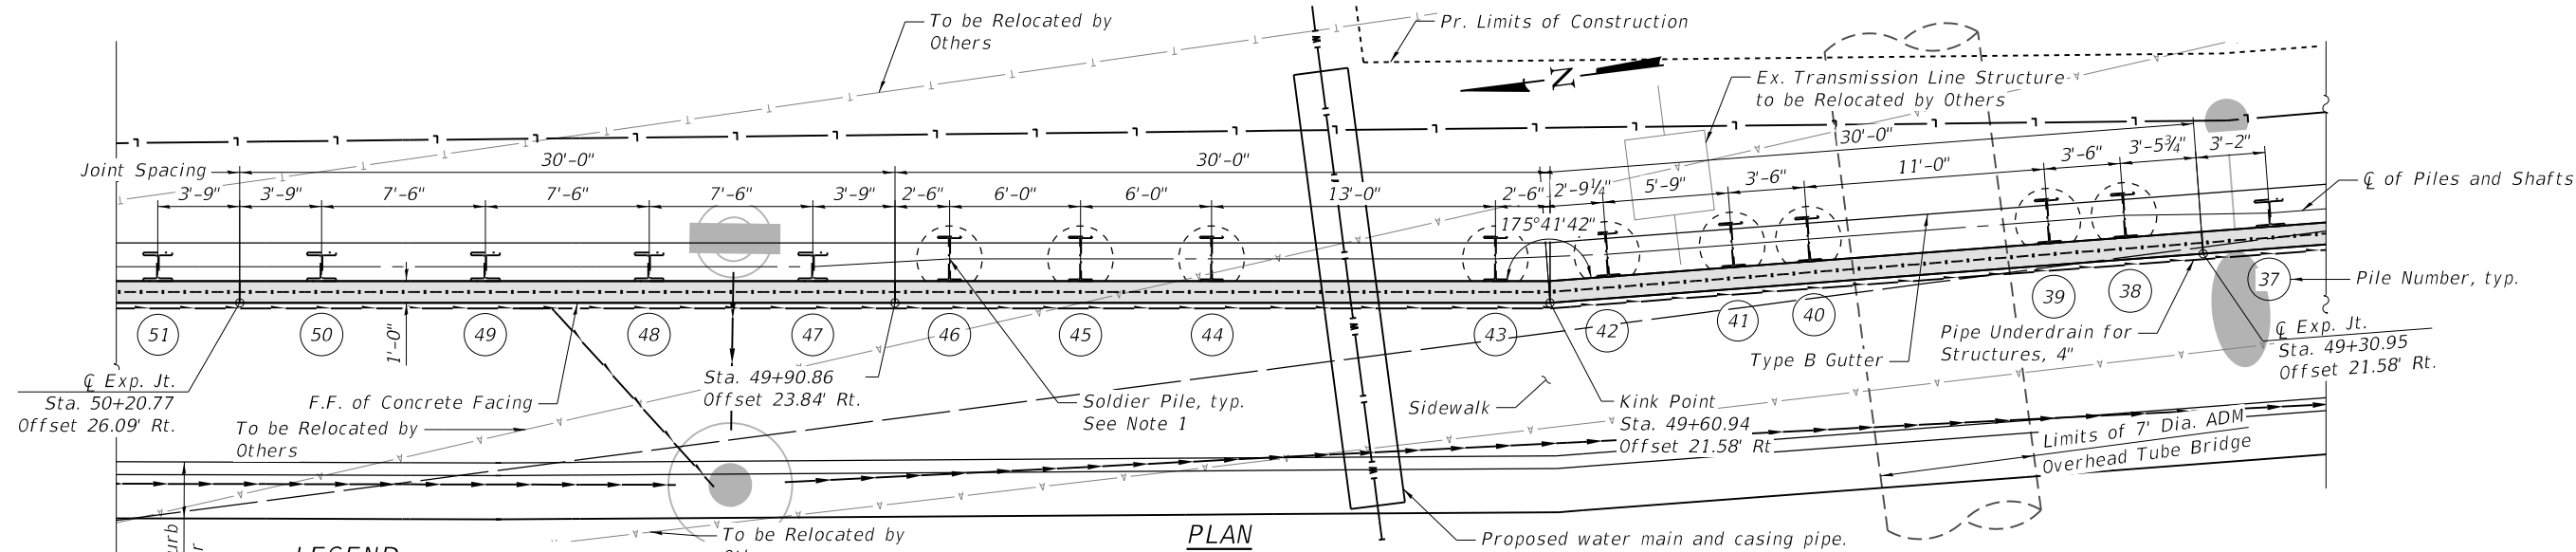 To be Relocated by
Others
Pr. Limits of Construction
N
Ex. Transmission Line Structure
to be Relocated by Others
Joint Spacing
30'-0"
30'-0"
30'-0"
3'-9"
3'-9"
7'-6"
7'-6"
7'-6"
3'-9"
2'-6"
6'-0"
6'-0"
13'-0"
2'-6"
2'-9¼"
5'-9"
3'-6"
11'-0"
3'-6"
3'-5¾"
3'-2"
175°41'42"
℄ of Piles and Shafts
51
50
49
48
47
46
45
44
43
42
41
40
39
38
37
Pile Number, typ.
1'-0"
℄ Exp. Jt.
Sta. 50+20.77
Offset 26.09' Rt.
F.F. of Concrete Facing
To be Relocated by
Others
Sta. 49+90.86
Offset 23.84' Rt.
Soldier Pile, typ.
See Note 1
Sidewalk
Kink Point
Sta. 49+60.94
Offset 21.58' Rt
Type B Gutter
Pipe Underdrain for
Structures, 4"
℄ Exp. Jt.
Sta. 49+30.95
Offset 21.58' Rt.
Limits of 7' Dia. ADM
Overhead Tube Bridge
To be Relocated by
PLAN
Proposed water main and casing pipe.
LEGEND